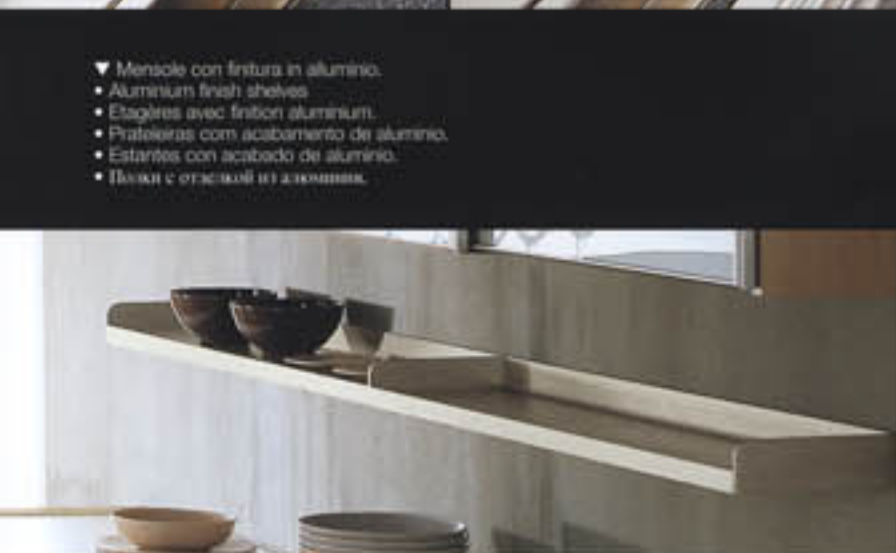 ▼ Mensole con finitura in alluminio.
• Aluminium finish shelves
• Etagères avec finition aluminium.
• Prateleiras com acabamento de alumínio.
• Estantes con acabado de aluminio.
• Полки с отделкой из алюминия.